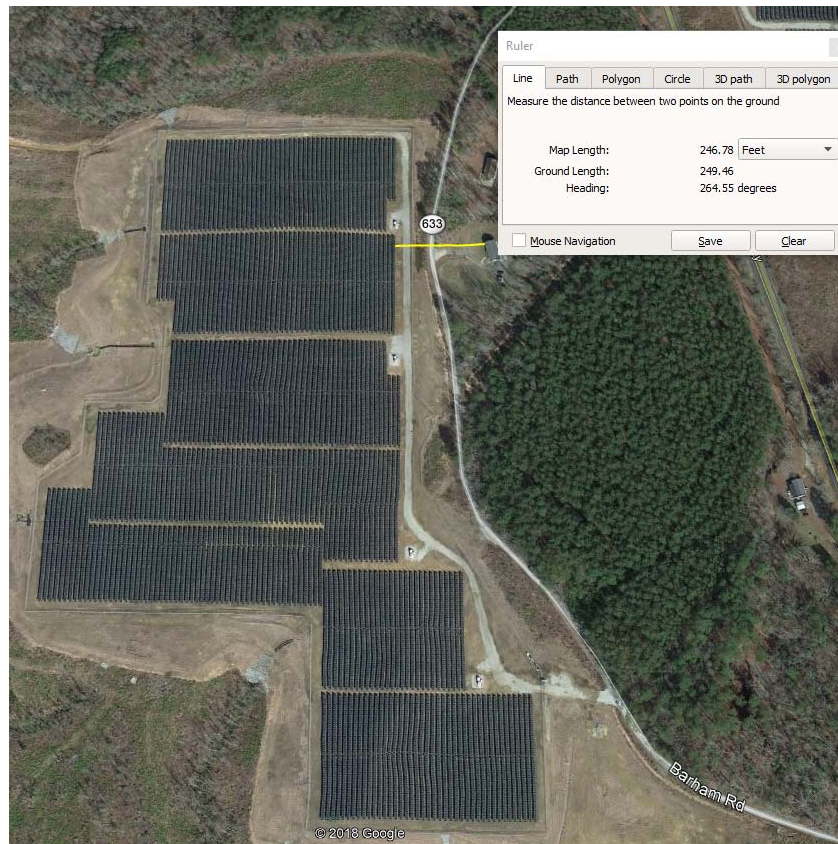 Ruler
Line Path Polygon Circle 3D path 3D polygon
Measure the distance between two points on the ground
Map Length: 246.78 Feet
Ground Length: 249.46
Heading: 264.55 degrees
Mouse Navigation Save Clear
633
Barham Rd
© 2018 Google